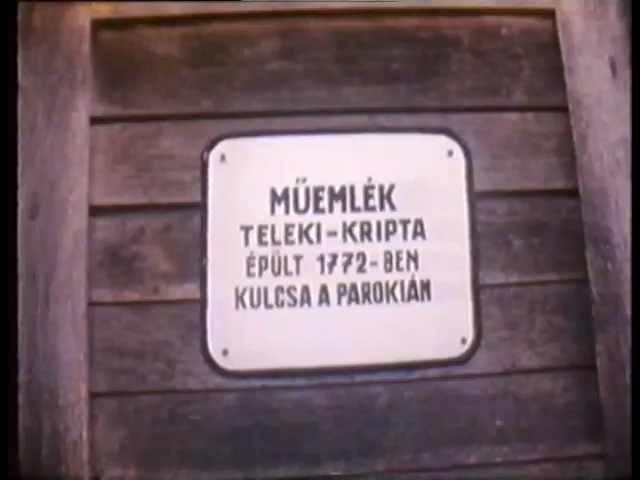 MŰEMLÉK
TELEKI-KRIPTA
ÉPÜLT 1772-BEN
KULCSA A PAROKIÁN